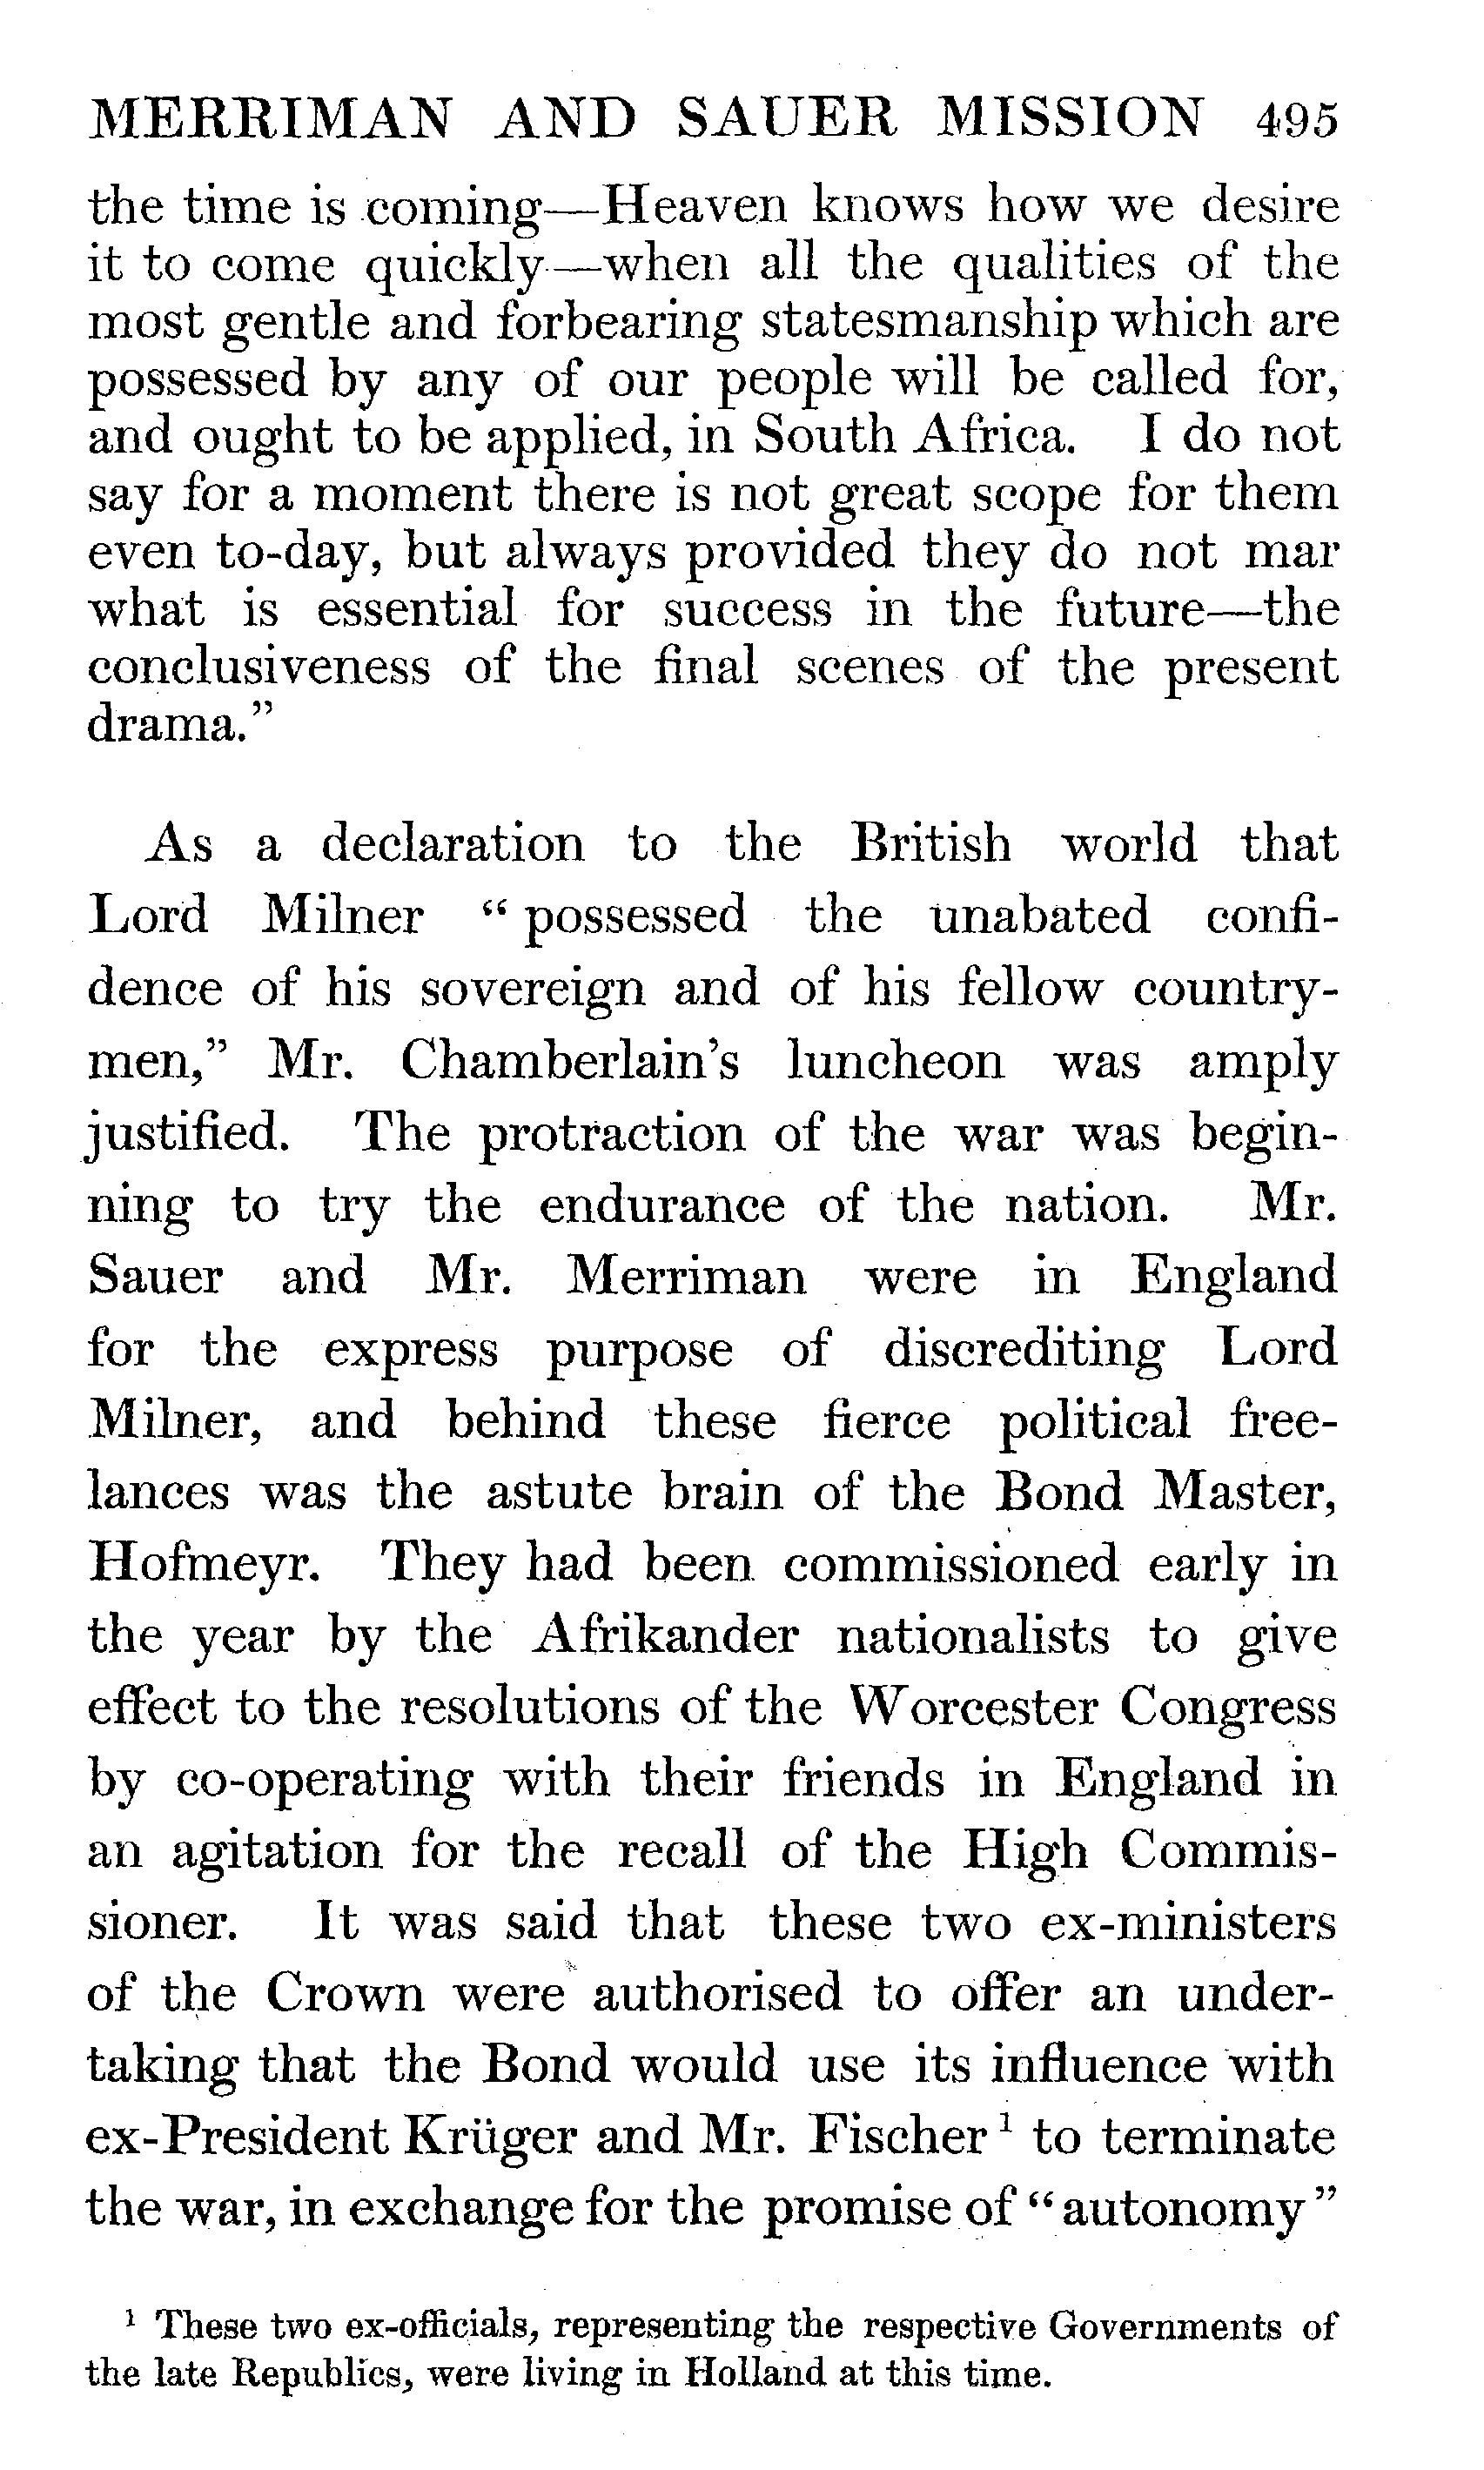 MERRIMAN AND SAUER MISSION 495
the time is coming—Heaven knows how we desire
it to come quickly—when all the qualities of the
most gentle and forbearing statesmanship which are
possessed by any of our people will be called for,
and ought to be applied, in South Africa. I do not
say for a moment there is not great scope for them
even to-day, but always provided they do not mar
what is essential for success in the future—the
conclusiveness of the final scenes of the present
drama."
As a declaration to the British world that
Lord Milner "possessed the unabated confi-
dence of his sovereign and of his fellow country-
men," Mr. Chamberlain's luncheon was amply
justified. The protraction of the war was begin-
ning to try the endurance of the nation. Mr.
Sauer and Mr. Merriman were in England
for the express purpose of discrediting Lord
Milner, and behind these fierce political free-
lances was the astute brain of the Bond Master,
Hofmeyr. They had been commissioned early in
the year by the Afrikander nationalists to give
effect to the resolutions of the Worcester Congress
by co-operating with their friends in England in
an agitation for the recall of the High Commis-
sioner. It was said that these two ex-ministers
of the Crown were authorised to offer an under-
taking that the Bond would use its influence with
ex-President Krüger and Mr. Fischer¹ to terminate
the war, in exchange for the promise of "autonomy"
¹ These two ex-officials, representing the respective Governments of
the late Republics, were living in Holland at this time.